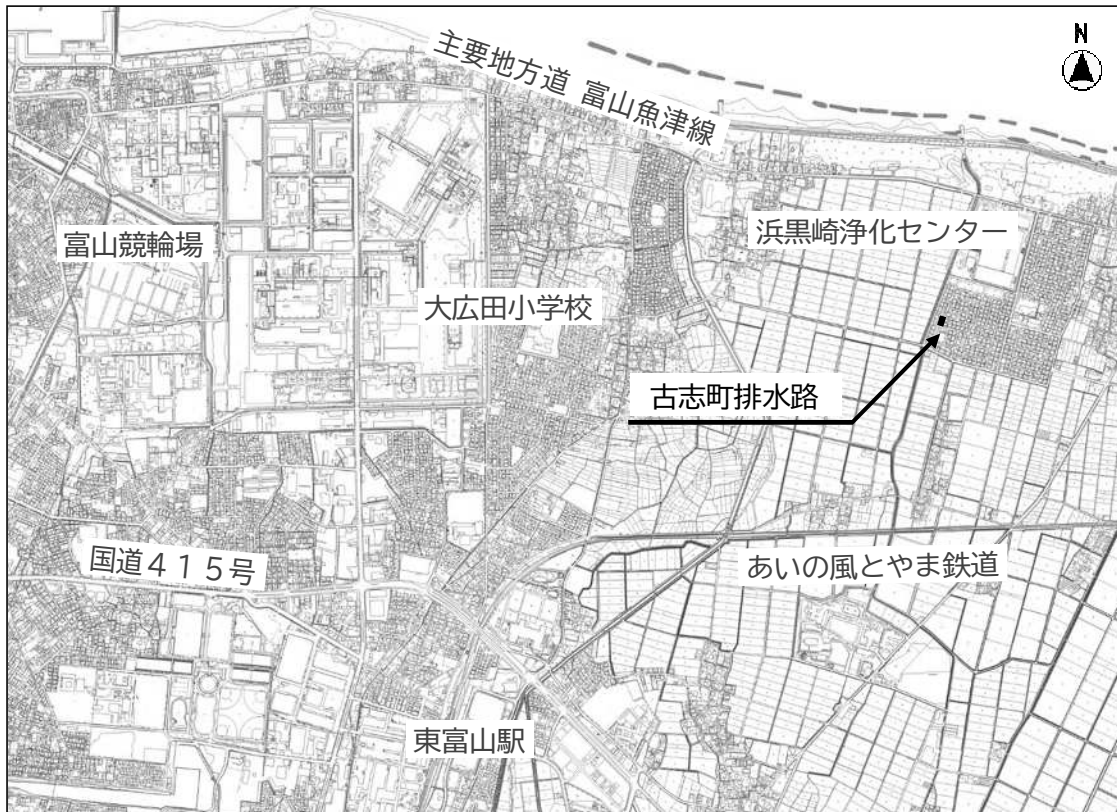 N
主要地方道 富山魚津線
富山競輪場
浜黒崎浄化センター
大広田小学校
古志町排水路
国道４１５号
あいの風とやま鉄道
東富山駅